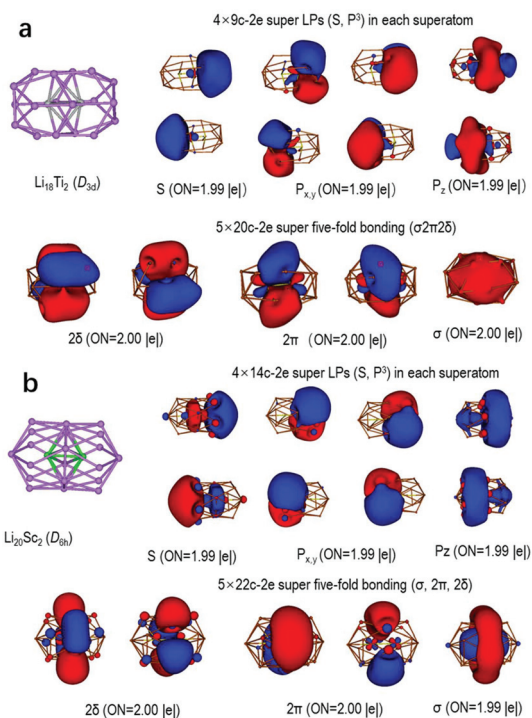 a
4×9c-2e super LPs (S, P³) in each superatom
Li₁₈Ti₂ (D₃d)
S (ON=1.99 |e|) Pₓ,ᵧ (ON=1.99 |e|) P_z (ON=1.99 |e|)
5×20c-2e super five-fold bonding (σ2π2δ)
2δ (ON=2.00 |e|) 2π (ON=2.00 |e|) σ (ON=2.00 |e|)
b
4×14c-2e super LPs (S, P³) in each superatom
Li₂₀Sc₂ (D₆h)
S (ON=1.99 |e|) Pₓ,ᵧ (ON=1.99 |e|) Pz (ON=1.99 |e|)
5×22c-2e super five-fold bonding (σ, 2π, 2δ)
2δ (ON=2.00 |e|) 2π (ON=2.00 |e|) σ (ON=1.99 |e|)